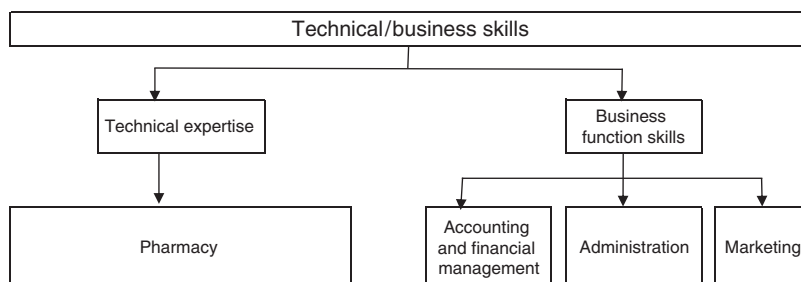 Technical/business skills
Technical expertise
Business
function skills
Pharmacy
Accounting
and financial
management
Administration
Marketing